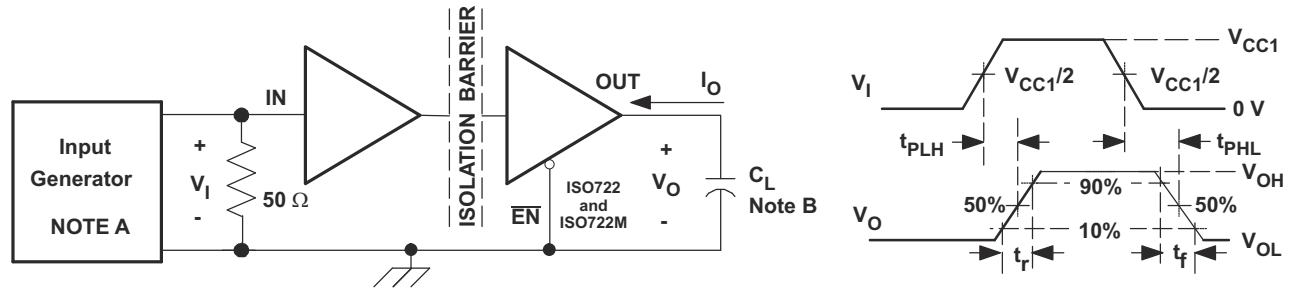 Input
Generator
NOTE A
+
V_I
-
50 Ω
IN
ISOLATION BARRIER
OUT
I_O
EN
ISO722
and
ISO722M
+
V_O
-
C_L
Note B
V_I
V_CC1/2
V_CC1/2
V_CC1
0 V
t_PLH
t_PHL
V_O
50%
90%
10%
50%
V_OH
V_OL
t_r
t_f